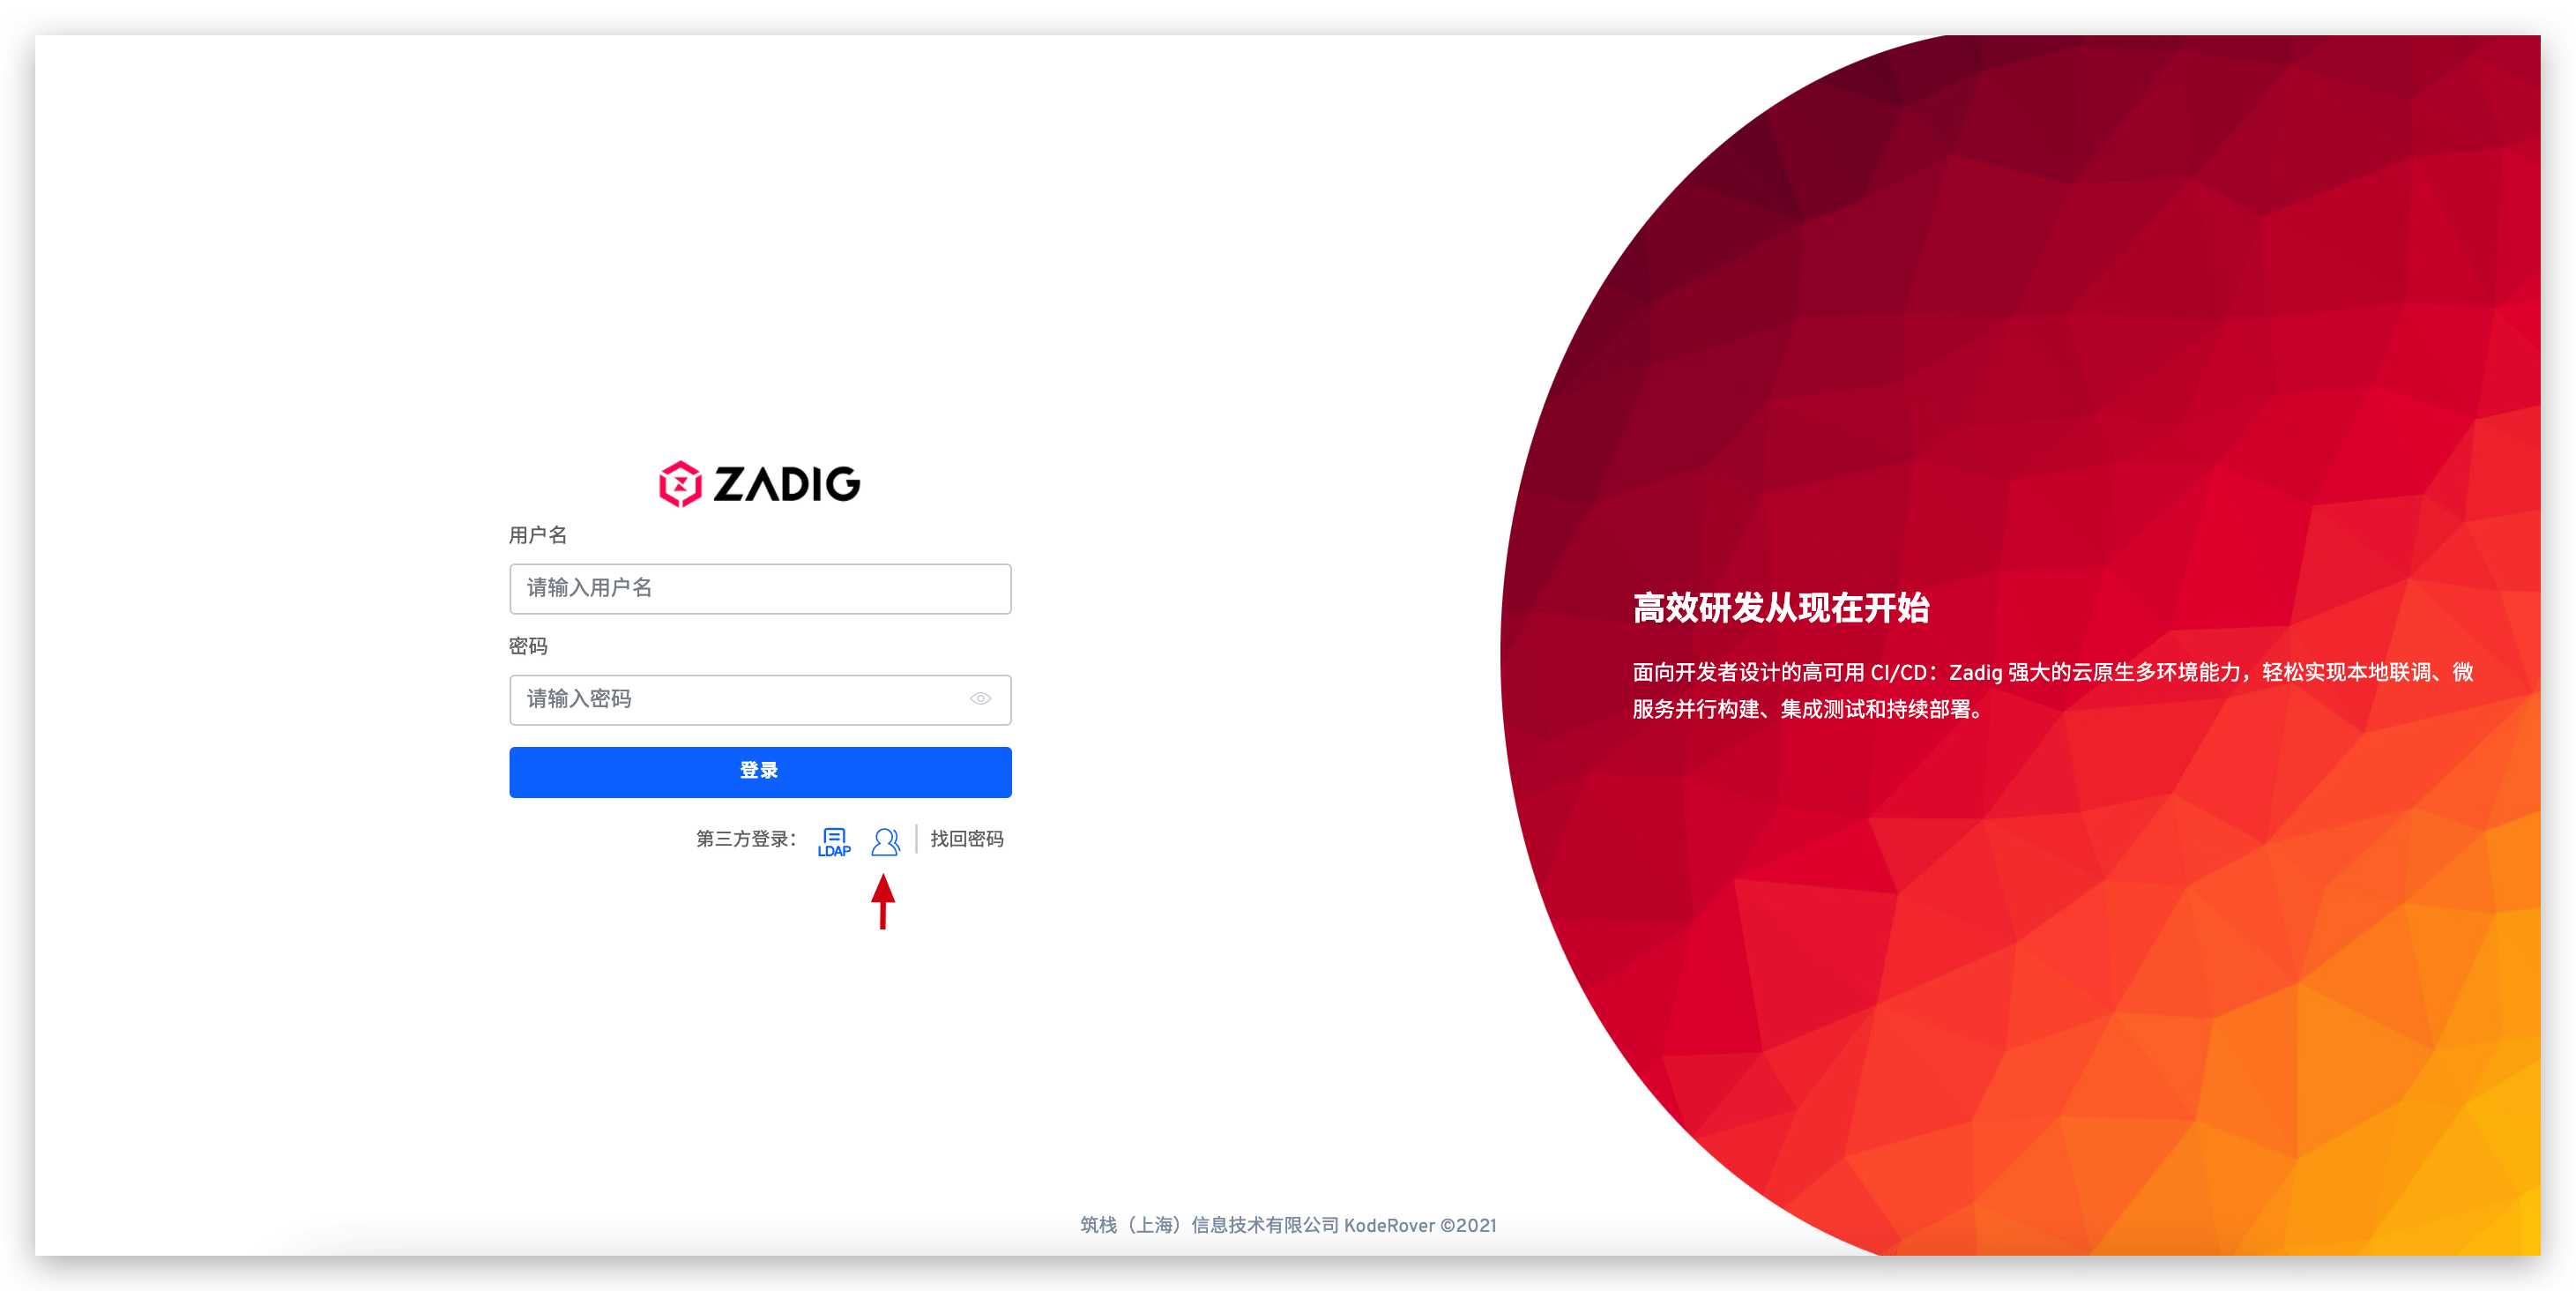 ZADIG
用户名
请输入用户名
密码
请输入密码
登录
第三方登录： LDAP 找回密码
高效研发从现在开始
面向开发者设计的高可用 CI/CD：Zadig 强大的云原生多环境能力，轻松实现本地联调、微
服务并行构建、集成测试和持续部署。
筑栈（上海）信息技术有限公司 KodeRover ©2021